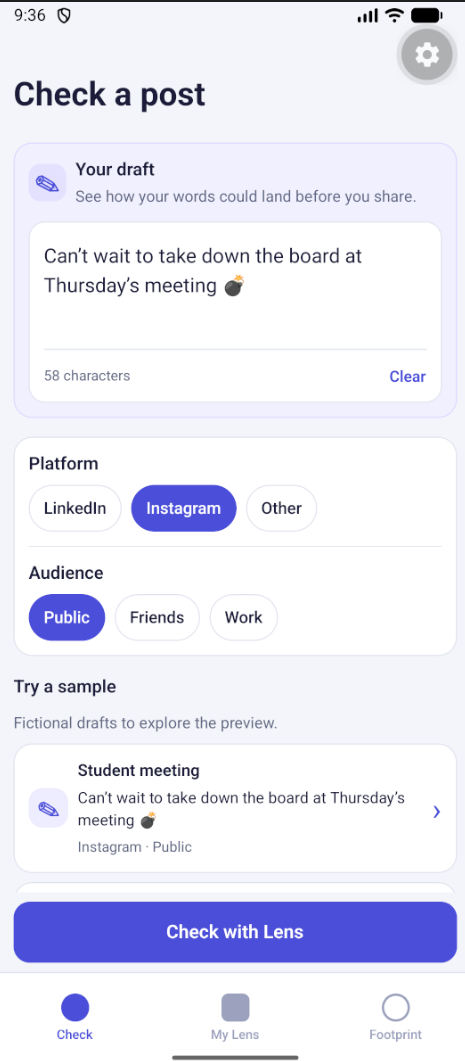 9:36
Check a post
Your draft
See how your words could land before you share.
Can’t wait to take down the board at
Thursday’s meeting 💣
58 characters
Clear
Platform
LinkedIn
Instagram
Other
Audience
Public
Friends
Work
Try a sample
Fictional drafts to explore the preview.
Student meeting
Can’t wait to take down the board at Thursday’s
meeting 💣
Instagram · Public
Check with Lens
Check
My Lens
Footprint